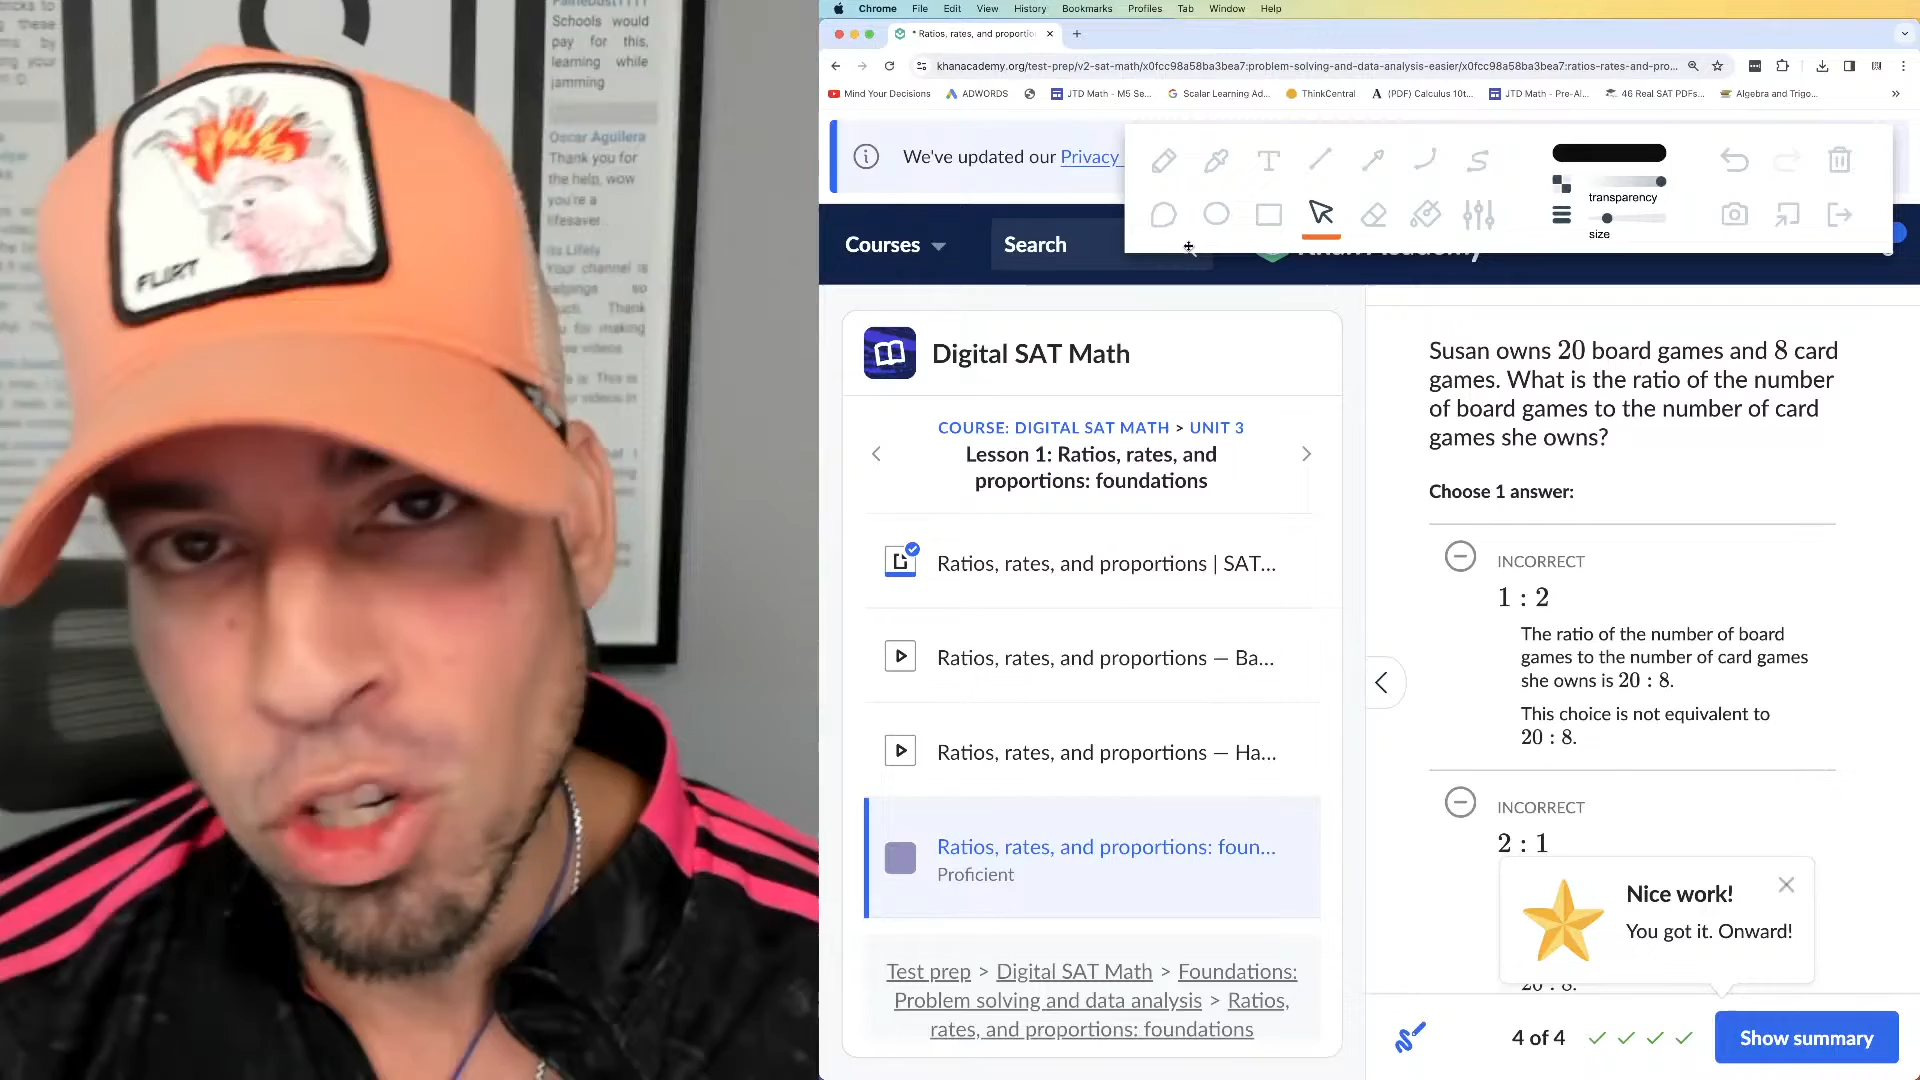 Schools would
pay for this,
learning while
jamming
Oscar Aguilera
Thank you for
the help, wow
you're a
lifesaver
FLIRT
Chrome File Edit View History Bookmarks Profiles Tab Window Help
* Ratios, rates, and proportio
khanacademy.org/test-prep/v2-sat-math/x0fcc98a58ba3bea7:problem-solving-and-data-analysis-easier/x0fcc98a58ba3bea7:ratios-rates-and-pro...
Mind Your Decisions ADWORDS JTD Math - M5 Se... Scalar Learning Ad... ThinkCentral (PDF) Calculus 10t... JTD Math - Pre-Al... 46 Real SAT PDFs... Algebra and Trigo...
We've updated our Privacy
transparency
size
Courses
Search
Khan Academy
Digital SAT Math
COURSE: DIGITAL SAT MATH > UNIT 3
Lesson 1: Ratios, rates, and
proportions: foundations
Ratios, rates, and proportions | SAT...
Ratios, rates, and proportions — Ba...
Ratios, rates, and proportions — Ha...
Ratios, rates, and proportions: foun...
Proficient
Test prep > Digital SAT Math > Foundations:
Problem solving and data analysis > Ratios,
rates, and proportions: foundations
Susan owns 20 board games and 8 card
games. What is the ratio of the number
of board games to the number of card
games she owns?
Choose 1 answer:
INCORRECT
1 : 2
The ratio of the number of board
games to the number of card games
she owns is 20 : 8.
This choice is not equivalent to
20 : 8.
INCORRECT
2 : 1
Nice work!
You got it. Onward!
20 : 8.
4 of 4
Show summary